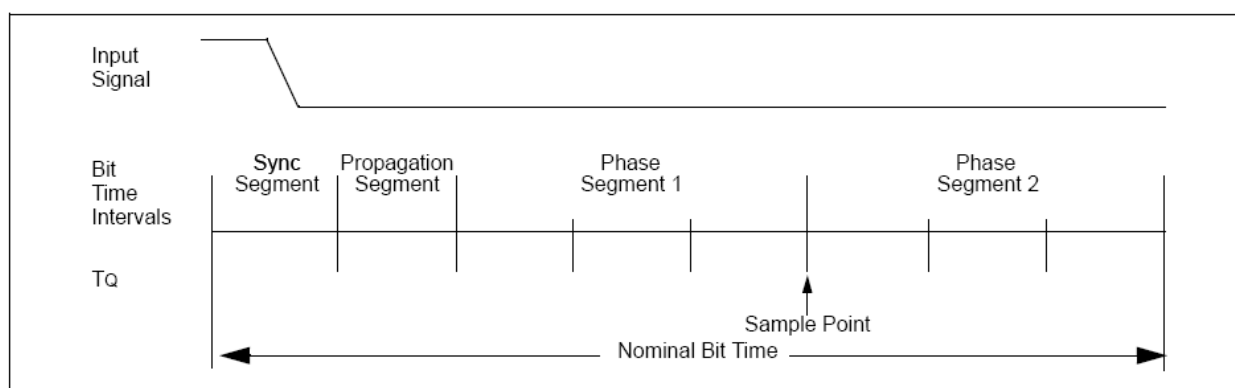 Input
Signal
Bit
Time
Intervals
Sync
Segment
Propagation
Segment
Phase
Segment 1
Phase
Segment 2
TQ
Sample Point
Nominal Bit Time